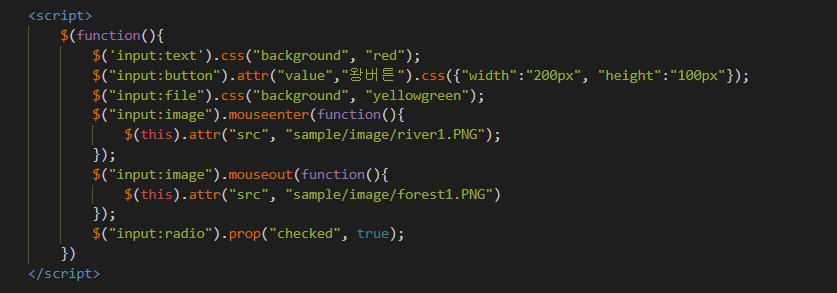 <script>
$(function(){
$('input:text').css("background", "red");
$("input:button").attr("value","왕버튼").css({"width":"200px", "height":"100px"});
$("input:file").css("background", "yellowgreen");
$("input:image").mouseenter(function(){
$(this).attr("src", "sample/image/river1.PNG");
});
$("input:image").mouseout(function(){
$(this).attr("src", "sample/image/forest1.PNG")
});
$("input:radio").prop("checked", true);
})
</script>